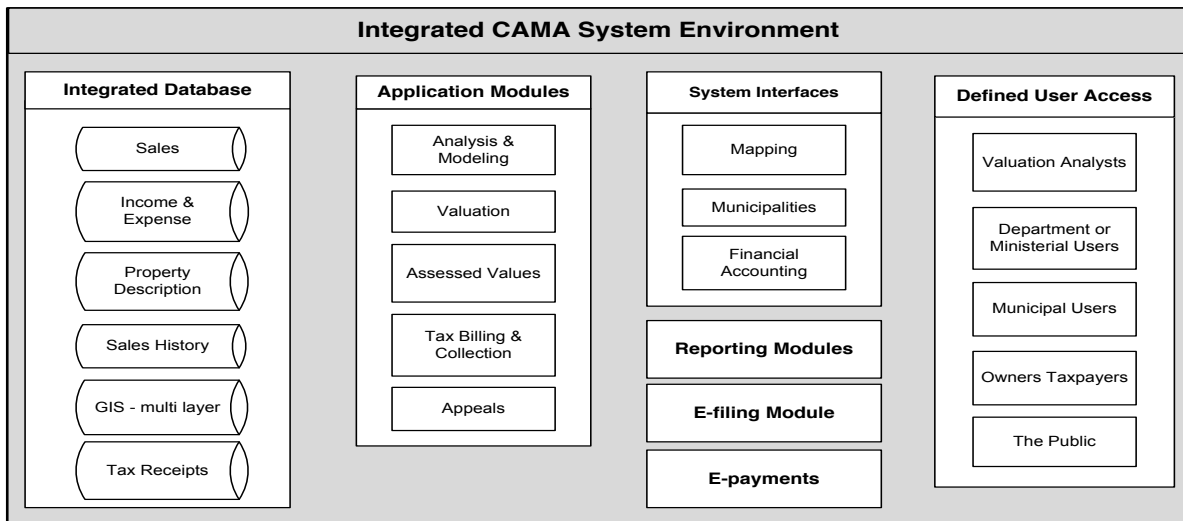 Integrated CAMA System Environment
Integrated Database
Sales
Income &
Expense
Property
Description
Sales History
GIS - multi layer
Tax Receipts
Application Modules
Analysis &
Modeling
Valuation
Assessed Values
Tax Billing &
Collection
Appeals
System Interfaces
Mapping
Municipalities
Financial
Accounting
Reporting Modules
E-filing Module
E-payments
Defined User Access
Valuation Analysts
Department or
Ministerial Users
Municipal Users
Owners Taxpayers
The Public